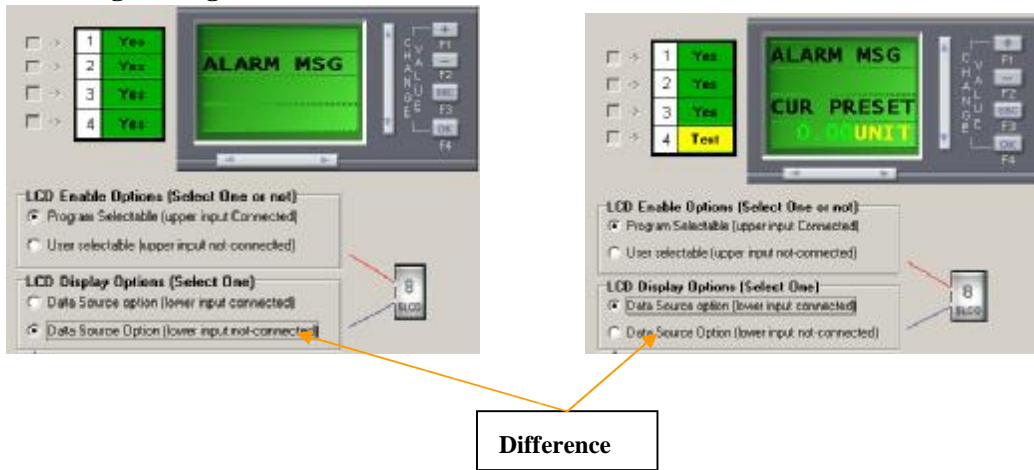 1 Yes
2 Yes
3 Yes
4 Yes
ALARM MSG
CHANGE
VALUE
+
F1
-
F2
ESC
F3
OK
F4
LCD Enable Options (Select One or not)
Program Selectable (upper input Connected)
User selectable (upper input not-connected)
LCD Display Options (Select One)
Data Source option (lower input connected)
Data Source Option (lower input not-connected)
8
SLCD
1 Yes
2 Yes
3 Yes
4 Test
ALARM MSG
CUR PRESET
0.00UNIT
CHANGE
VALUE
+
F1
-
F2
ESC
F3
OK
F4
LCD Enable Options (Select One or not)
Program Selectable (upper input Connected)
User selectable (upper input not-connected)
LCD Display Options (Select One)
Data Source option (lower input connected)
Data Source Option (lower input not-connected)
8
SLCD
Difference